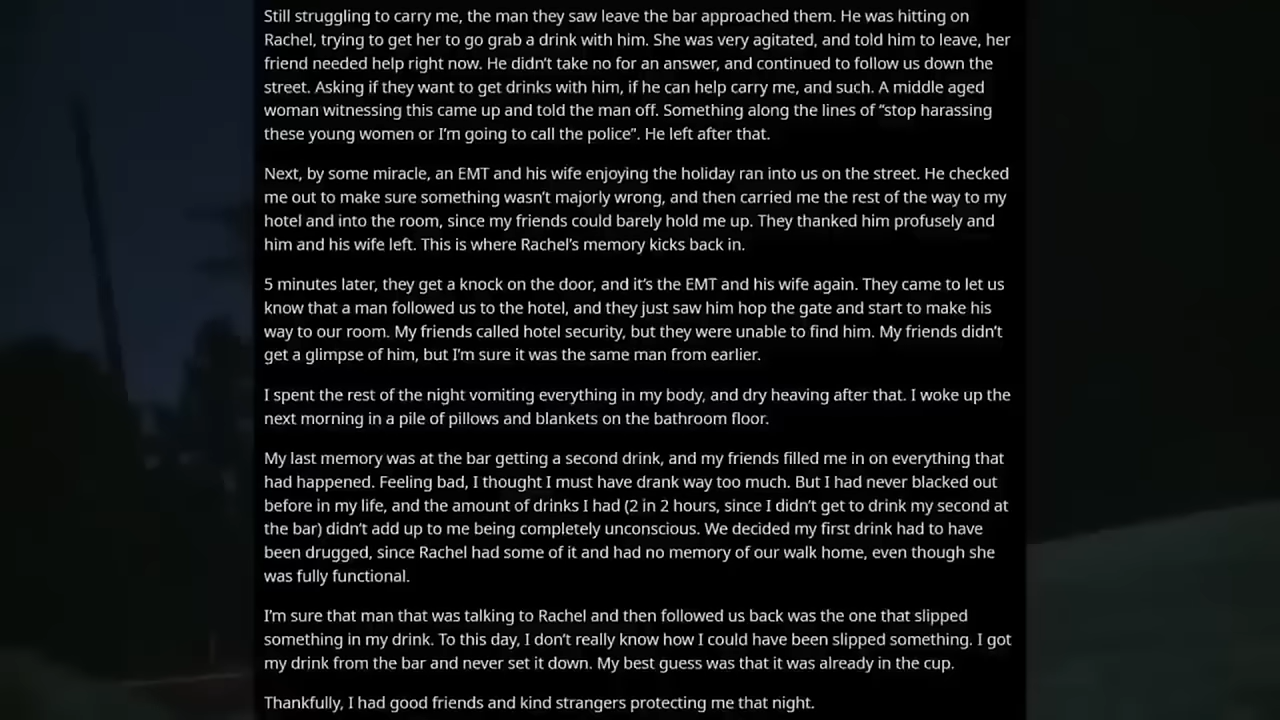 Still struggling to carry me, the man they saw leave the bar approached them. He was hitting on
Rachel, trying to get her to go grab a drink with him. She was very agitated, and told him to leave, her
friend needed help right now. He didn’t take no for an answer, and continued to follow us down the
street. Asking if they want to get drinks with him, if he can help carry me, and such. A middle aged
woman witnessing this came up and told the man off. Something along the lines of “stop harassing
these young women or I’m going to call the police”. He left after that.
Next, by some miracle, an EMT and his wife enjoying the holiday ran into us on the street. He checked
me out to make sure something wasn’t majorly wrong, and then carried me the rest of the way to my
hotel and into the room, since my friends could barely hold me up. They thanked him profusely and
him and his wife left. This is where Rachel’s memory kicks back in.
5 minutes later, they get a knock on the door, and it’s the EMT and his wife again. They came to let us
know that a man followed us to the hotel, and they just saw him hop the gate and start to make his
way to our room. My friends called hotel security, but they were unable to find him. My friends didn’t
get a glimpse of him, but I’m sure it was the same man from earlier.
I spent the rest of the night vomiting everything in my body, and dry heaving after that. I woke up the
next morning in a pile of pillows and blankets on the bathroom floor.
My last memory was at the bar getting a second drink, and my friends filled me in on everything that
had happened. Feeling bad, I thought I must have drank way too much. But I had never blacked out
before in my life, and the amount of drinks I had (2 in 2 hours, since I didn’t get to drink my second at
the bar) didn’t add up to me being completely unconscious. We decided my first drink had to have
been drugged, since Rachel had some of it and had no memory of our walk home, even though she
was fully functional.
I’m sure that man that was talking to Rachel and then followed us back was the one that slipped
something in my drink. To this day, I don’t really know how I could have been slipped something. I got
my drink from the bar and never set it down. My best guess was that it was already in the cup.
Thankfully, I had good friends and kind strangers protecting me that night.